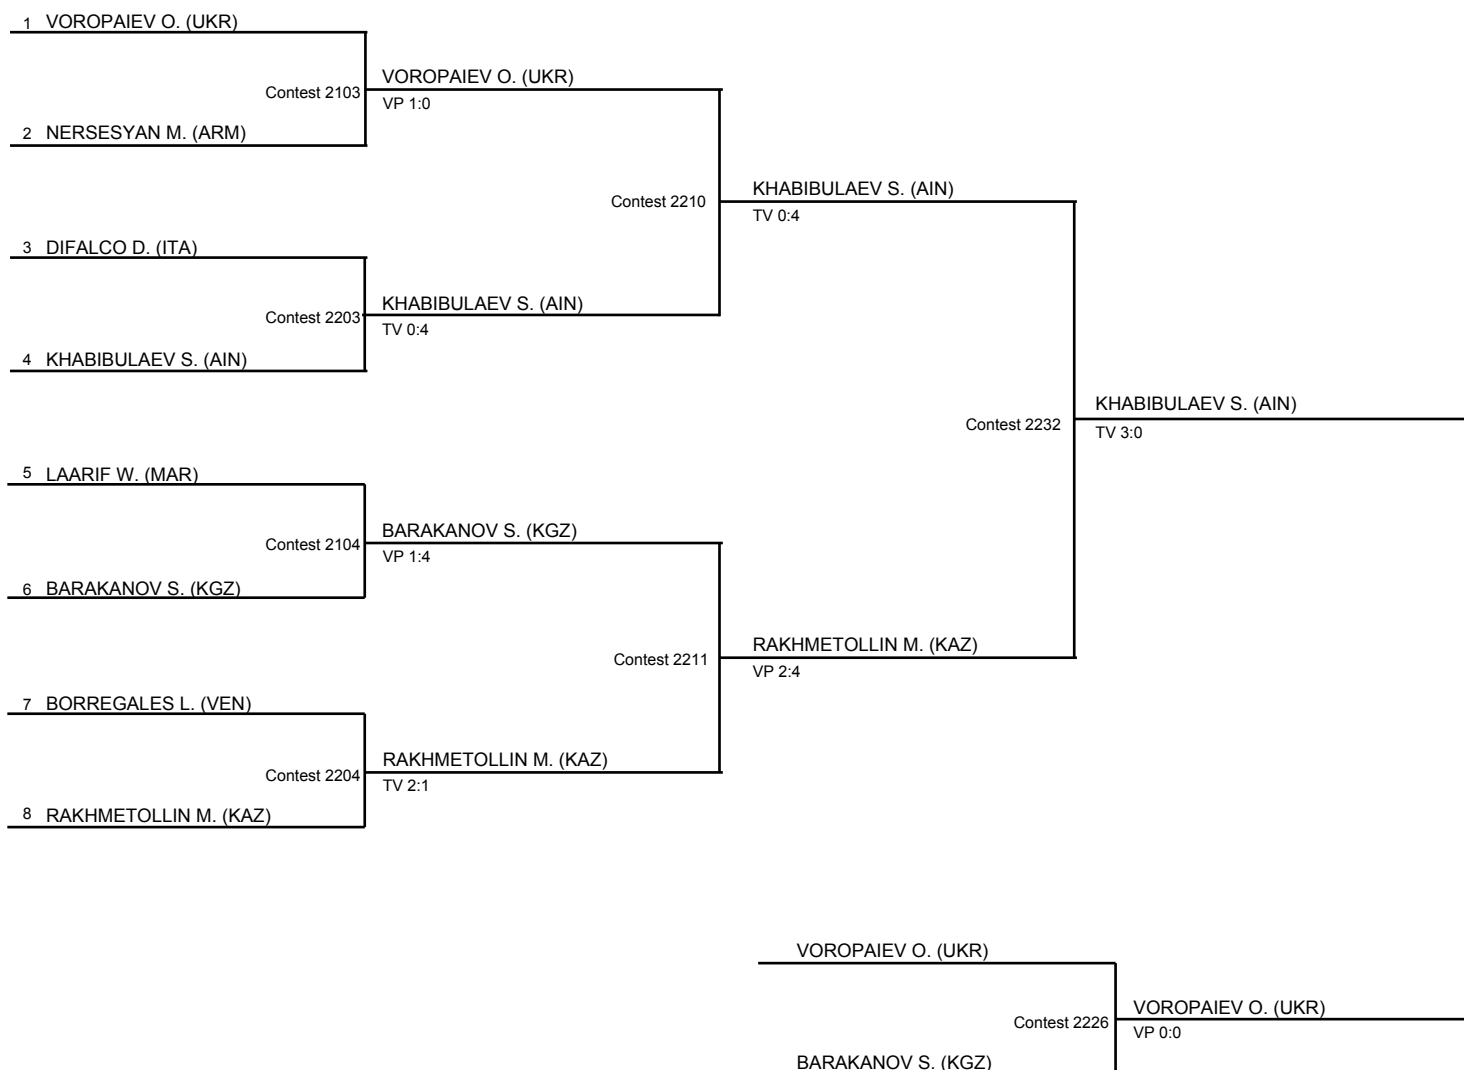 1 VOROPAIEV O. (UKR)
VOROPAIEV O. (UKR)
Contest 2103
VP 1:0
2 NERSESYAN M. (ARM)
KHABIBULAEV S. (AIN)
Contest 2210
TV 0:4
3 DIFALCO D. (ITA)
KHABIBULAEV S. (AIN)
Contest 2203
TV 0:4
4 KHABIBULAEV S. (AIN)
KHABIBULAEV S. (AIN)
Contest 2232
TV 3:0
5 LAARIF W. (MAR)
BARAKANOV S. (KGZ)
Contest 2104
VP 1:4
6 BARAKANOV S. (KGZ)
RAKHMETOLLIN M. (KAZ)
Contest 2211
VP 2:4
7 BORREGALES L. (VEN)
RAKHMETOLLIN M. (KAZ)
Contest 2204
TV 2:1
8 RAKHMETOLLIN M. (KAZ)
VOROPAIEV O. (UKR)
VOROPAIEV O. (UKR)
Contest 2226
VP 0:0
BARAKANOV S. (KGZ)